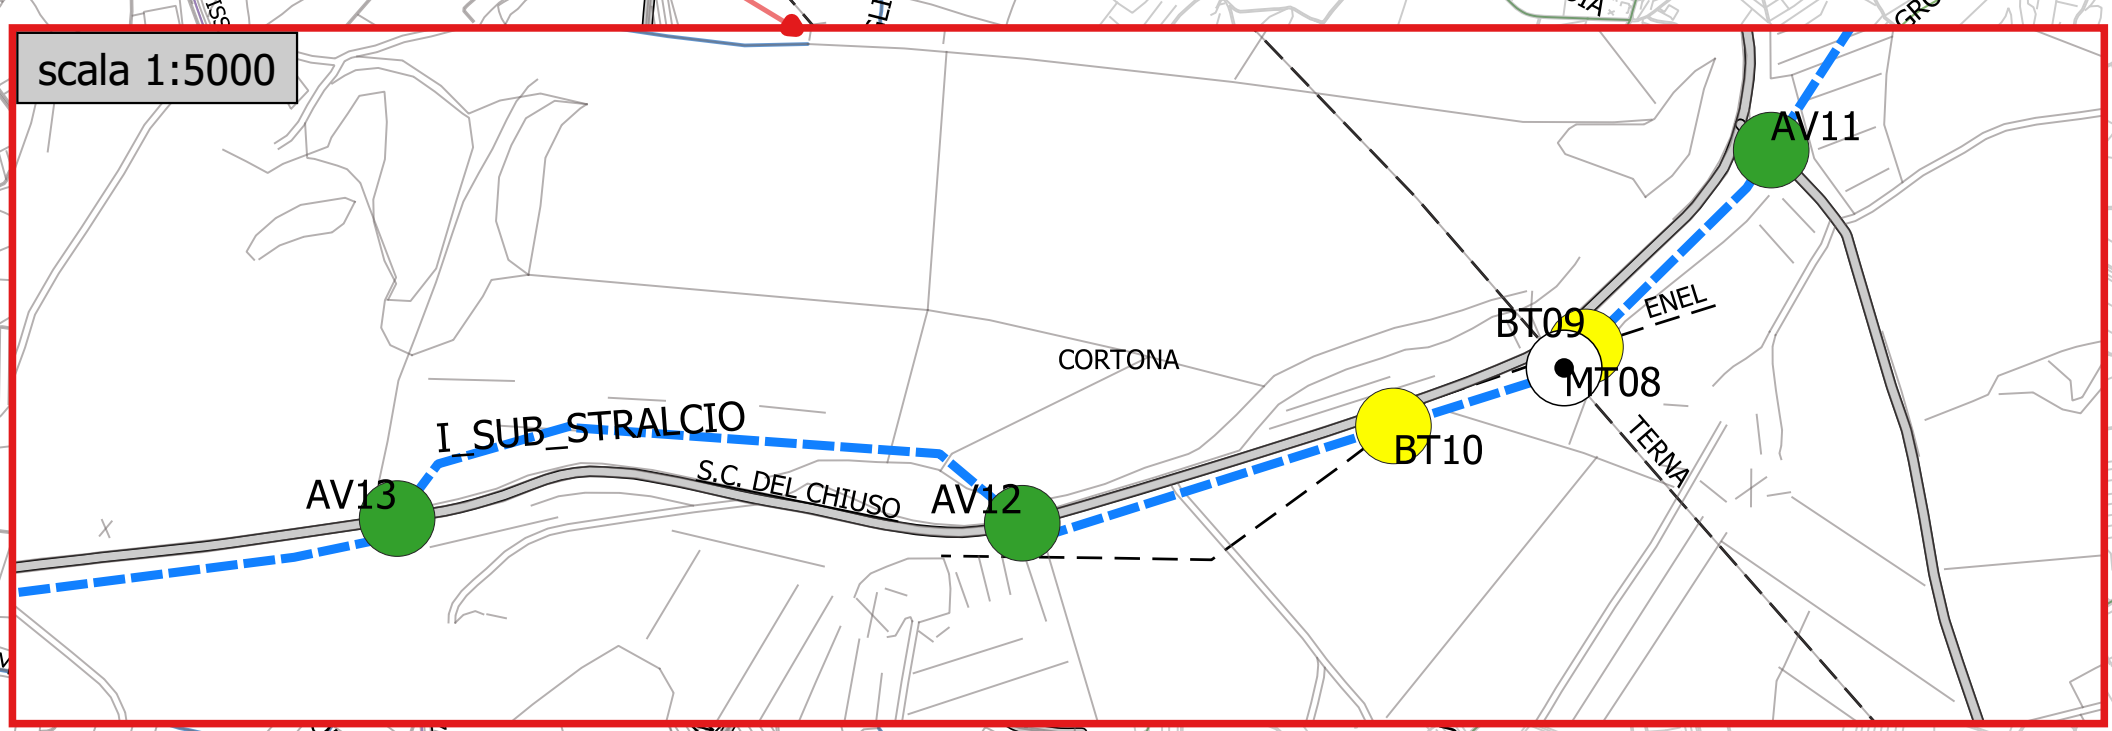 scala 1:5000
AV11
ENEL
BT09
CORTONA
MT08
I_SUB_STRALCIO
BT10
TERNA
S.C. DEL CHIUSO
AV13
AV12